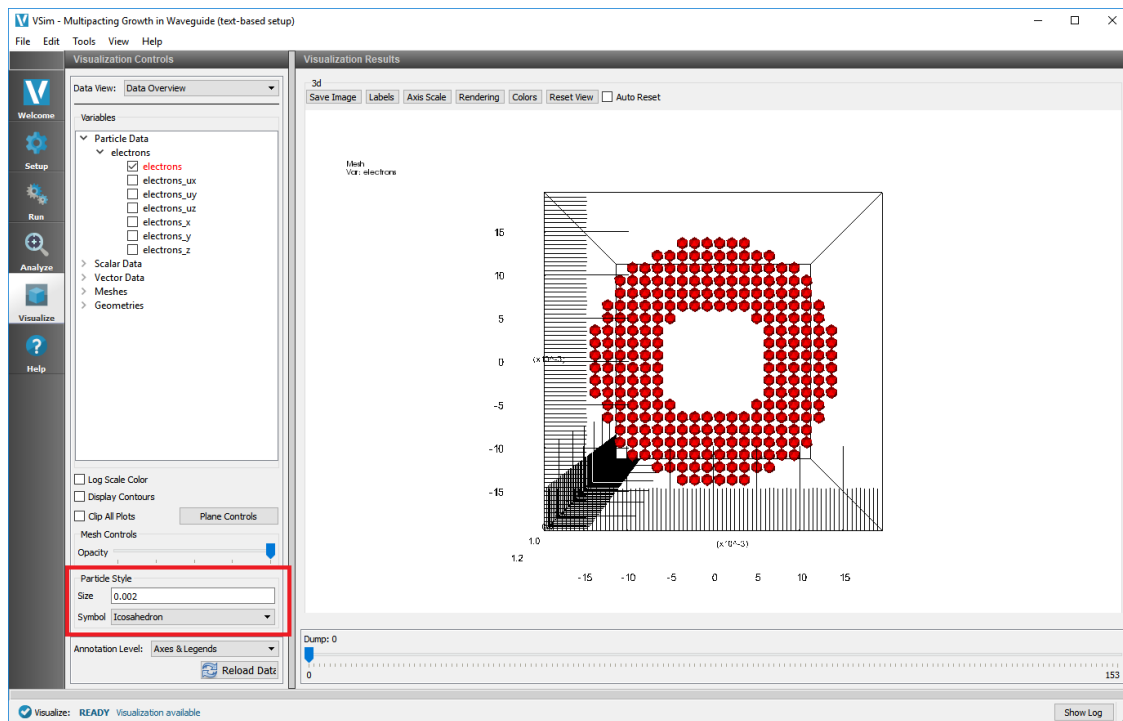 VSim - Multipacting Growth in Waveguide (text-based setup)
File Edit Tools View Help
Welcome
Setup
Run
Analyze
Visualize
Help
Visualization Controls
Data View: Data Overview
Variables
Particle Data
electrons
electrons
electrons_ux
electrons_uy
electrons_uz
electrons_x
electrons_y
electrons_z
Scalar Data
Vector Data
Meshes
Geometries
Log Scale Color
Display Contours
Clip All Plots Plane Controls
Mesh Controls
Opacity
Particle Style
Size 0.002
Symbol Icosahedron
Annotation Level: Axes & Legends
Reload Data
Visualization Results
3d
Save Image Labels Axis Scale Rendering Colors Reset View Auto Reset
Mesh
Var: electrons
15
10
5
0 (x10^-3)
-5
-10
-15
1.0
(x10^-3)
1.2
-15 -10 -5 0 5 10 15
Dump: 0
0 153
Visualize: READY Visualization available Show Log